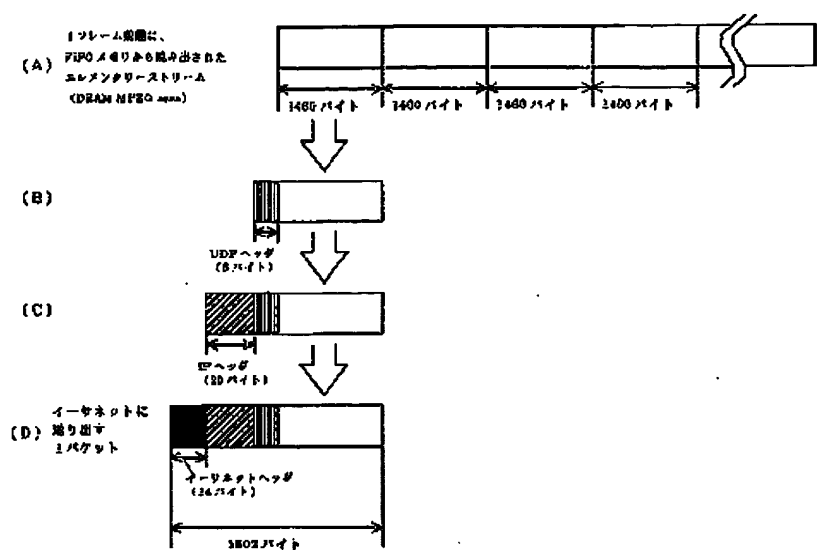 (A)
1フレーム期間に、
FIFOメモリから読み出された
エレメンタリーストリーム
1460バイト
1460バイト
1460バイト
1460バイト
(B)
UDPヘッダ
(8バイト)
(C)
IPヘッダ
(20バイト)
(D)
イーサネットに
送り出す
1パケット
イーサネットヘッダ
(14バイト)
1502バイト